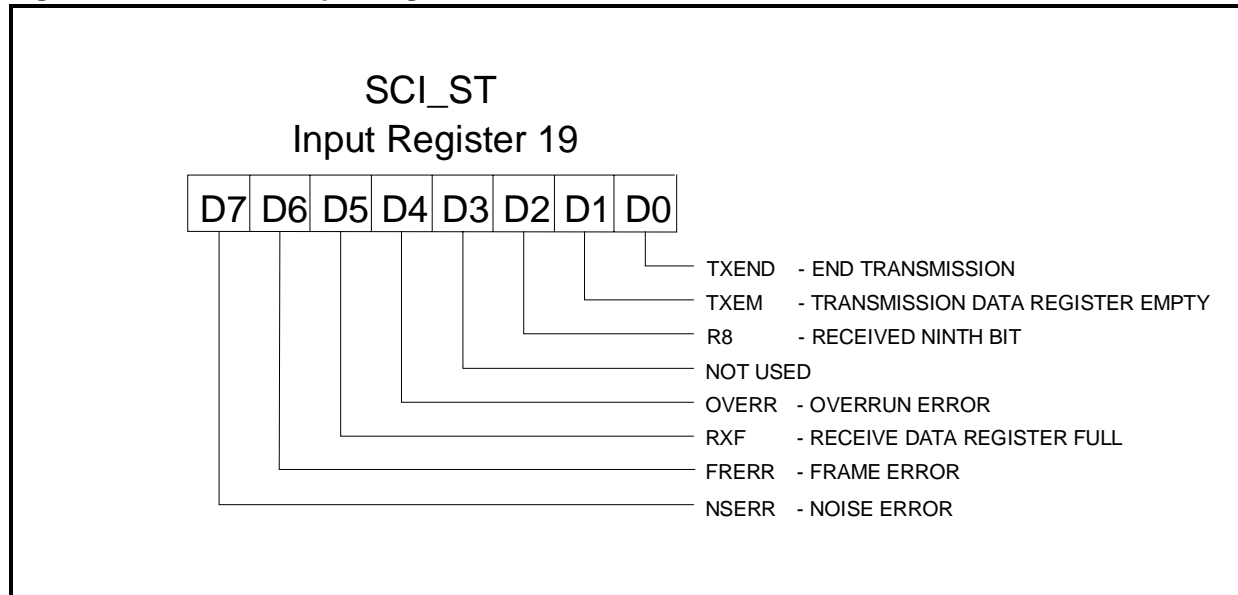 SCI_ST
Input Register 19
D7 D6 D5 D4 D3 D2 D1 D0
TXEND - END TRANSMISSION
TXEM - TRANSMISSION DATA REGISTER EMPTY
R8 - RECEIVED NINTH BIT
NOT USED
OVERR - OVERRUN ERROR
RXF - RECEIVE DATA REGISTER FULL
FRERR - FRAME ERROR
NSERR - NOISE ERROR